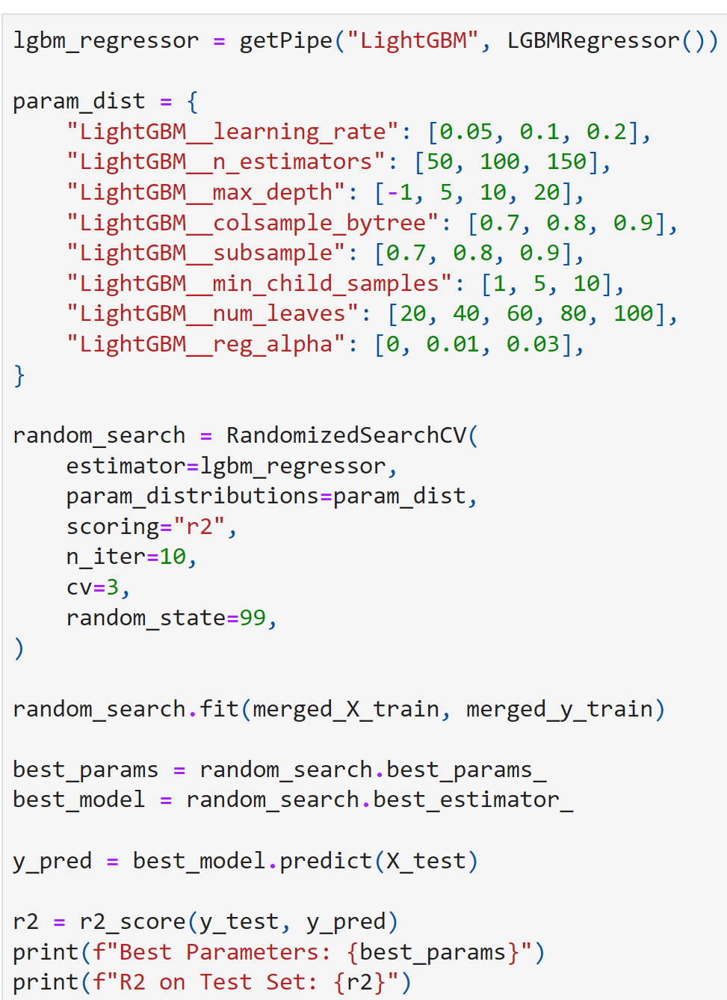 lgbm_regressor = getPipe("LightGBM", LGBMRegressor())
param_dist = {
    "LightGBM__learning_rate": [0.05, 0.1, 0.2],
    "LightGBM__n_estimators": [50, 100, 150],
    "LightGBM__max_depth": [-1, 5, 10, 20],
    "LightGBM__colsample_bytree": [0.7, 0.8, 0.9],
    "LightGBM__subsample": [0.7, 0.8, 0.9],
    "LightGBM__min_child_samples": [1, 5, 10],
    "LightGBM__num_leaves": [20, 40, 60, 80, 100],
    "LightGBM__reg_alpha": [0, 0.01, 0.03],
}
random_search = RandomizedSearchCV(
    estimator=lgbm_regressor,
    param_distributions=param_dist,
    scoring="r2",
    n_iter=10,
    cv=3,
    random_state=99,
)
random_search.fit(merged_X_train, merged_y_train)
best_params = random_search.best_params_
best_model = random_search.best_estimator_
y_pred = best_model.predict(X_test)
r2 = r2_score(y_test, y_pred)
print(f"Best Parameters: {best_params}")
print(f"R2 on Test Set: {r2}")